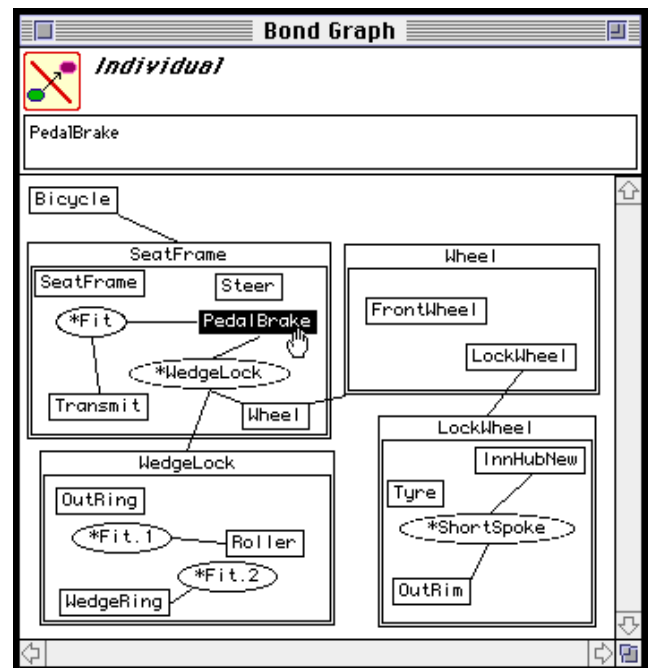 Bond Graph
Individual
PedalBrake
Bicycle
SeatFrame
SeatFrame
Steer
*Fit
PedalBrake
*WedgeLock
Transmit
Wheel
Wheel
FrontWheel
LockWheel
WedgeLock
OutRing
*Fit.1
Roller
*Fit.2
WedgeRing
LockWheel
InnHubNew
Tyre
*ShortSpoke
OutRim